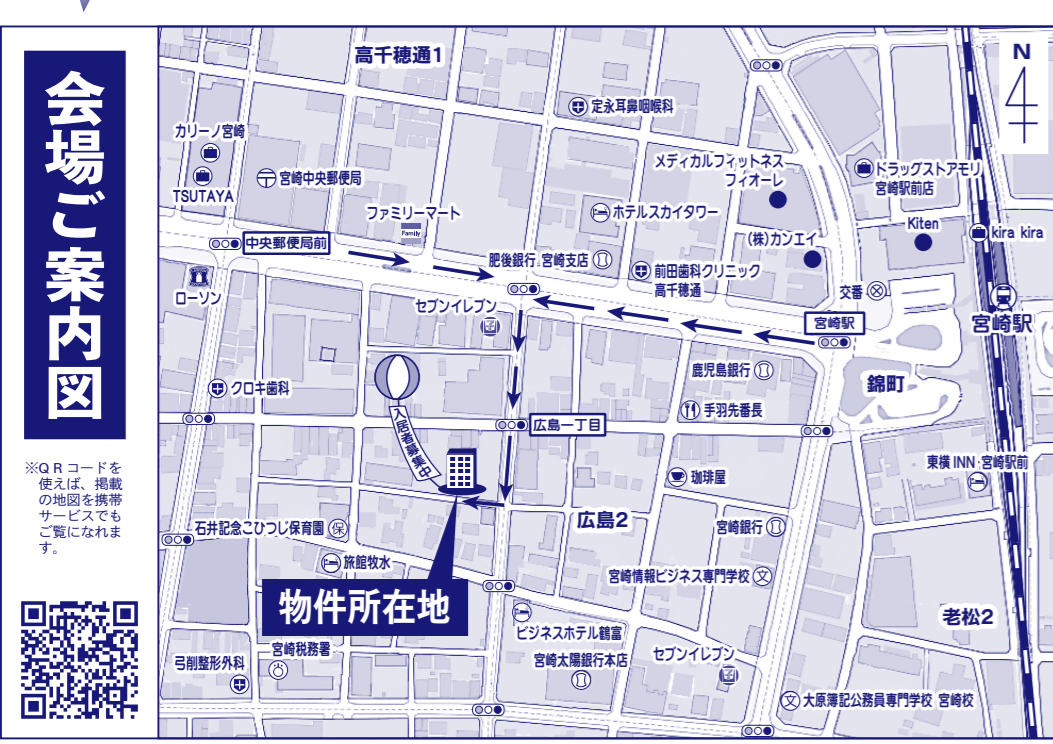 会場ご案内図
※QRコードを
使えば、掲載
の地図を携帯
サービスでも
ご覧になれま
す。
高千穂通1
N
定永耳鼻咽喉科
カリーノ宮崎
TSUTAYA
宮崎中央郵便局
メディカルフィットネス
フィオーレ
ドラッグストアモリ
宮崎駅前店
ファミリーマート
Family
ホテルスカイタワー
Kiten
kira kira
中央郵便局前
(株)カンエイ
肥後銀行 宮崎支店
前田歯科クリニック
高千穂通
交番
ローソン
セブンイレブン
宮崎駅
宮崎駅
鹿児島銀行
錦町
クロキ歯科
手羽先番長
入居者募集中
広島一丁目
東横INN 宮崎駅前
珈琲屋
石井記念こひつじ保育園
保
広島2
宮崎銀行
旅館牧水
宮崎情報ビジネス専門学校
文
物件所在地
老松2
ビジネスホテル鶴富
宮崎税務署
宮崎太陽銀行本店
セブンイレブン
弓削整形外科
文
大原簿記公務員専門学校 宮崎校